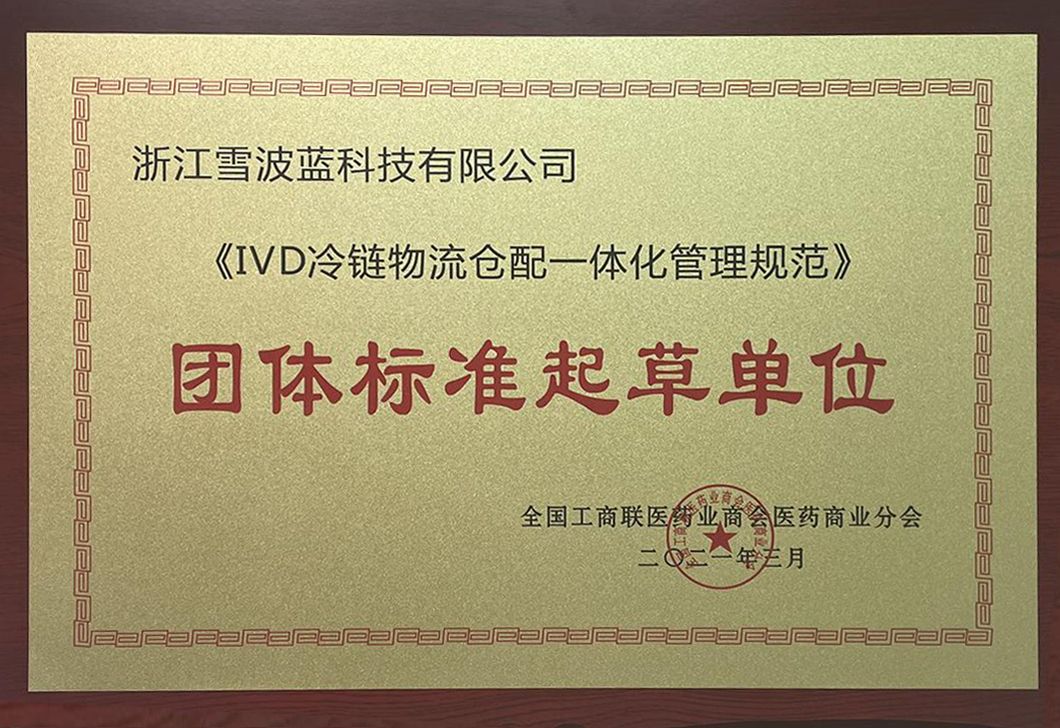 浙江雪波蓝科技有限公司
《IVD冷链物流仓配一体化管理规范》
团体标准起草单位
全国工商联医药业商会医药商业分会
二〇二一年三月